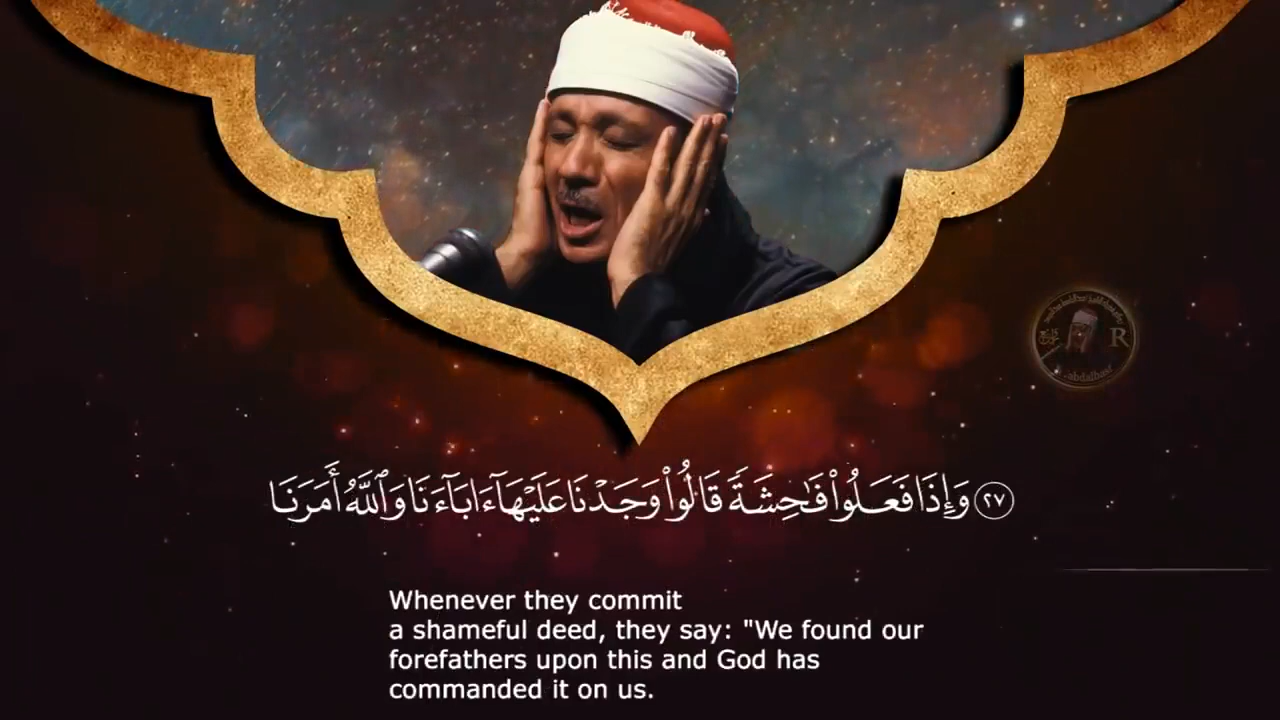 ٢٧ وَإِذَا فَعَلُوا۟ فَـٰحِشَةً قَالُوا۟ وَجَدْنَا عَلَيْهَآ ءَابَآءَنَا وَٱللَّهُ أَمَرَنَا
R
.abdalbast
Whenever they commit
a shameful deed, they say: "We found our
forefathers upon this and God has
commanded it on us.